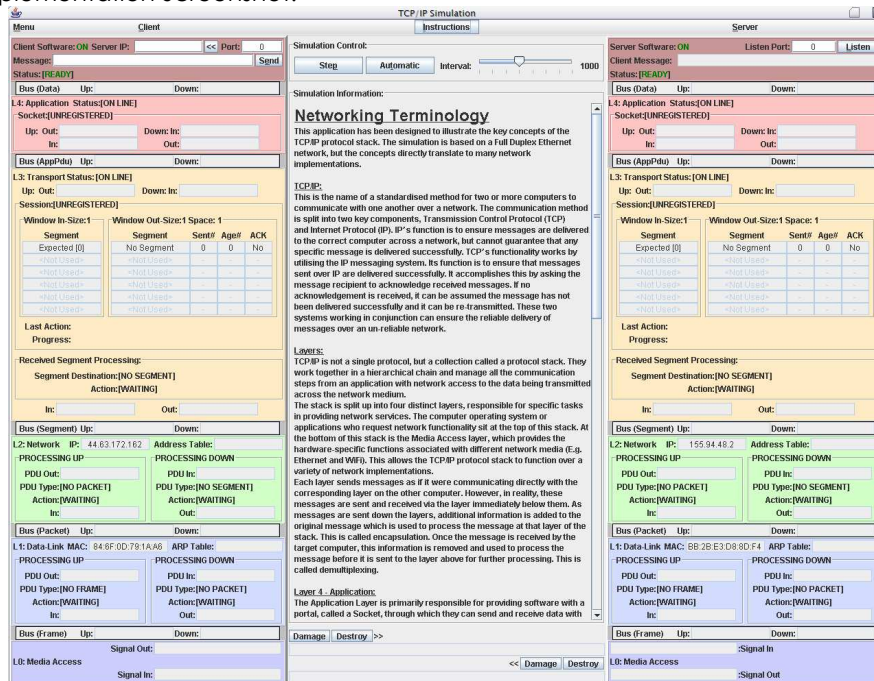 plementation screenshot.
TCP/IP Simulation
Menu Client Instructions Server
Client Software: ON Server IP: << Port: 0
Message: Send
Status:[READY]
Bus (Data) Up: Down:
L4: Application Status:[ON LINE]
Socket:[UNREGISTERED]
Up: Out: Down: In:
In: Out:
Bus (AppPdu) Up: Down:
L3: Transport Status: [ON LINE]
Up: Out: Down: In:
Session:[UNREGISTERED]
Window In-Size:1 Window Out-Size:1 Space: 1
Segment Segment Sent# Age# ACK
Expected [0] No Segment 0 0 No
<Not Used> <Not Used> - - -
<Not Used> <Not Used> - - -
<Not Used> <Not Used> - - -
<Not Used> <Not Used> - - -
Last Action:
Progress:
Received Segment Processing:
Segment Destination:[NO SEGMENT]
Action:[WAITING]
In: Out:
Bus (Segment) Up: Down:
L2: Network IP: 44.63.172.162 Address Table:
PROCESSING UP PROCESSING DOWN
PDU Out: PDU In:
PDU Type:[NO PACKET] PDU Type:[NO SEGMENT]
Action:[WAITING] Action:[WAITING]
In: Out:
Bus (Packet) Up: Down:
L1: Data-Link MAC: 84:6F:0D:79:1A:A6 ARP Table:
PROCESSING UP PROCESSING DOWN
PDU Out: PDU In:
PDU Type:[NO FRAME] PDU Type:[NO PACKET]
Action:[WAITING] Action:[WAITING]
In: Out:
Bus (Frame) Up: Down:
Signal Out:
L0: Media Access
Signal In:
Simulation Control:
Step Automatic Interval: 1000
Simulation Information:
Networking Terminology
This application has been designed to illustrate the key concepts of the
TCP/IP protocol stack. The simulation is based on a Full Duplex Ethernet
network, but the concepts directly translate to many network
implementations.
TCP/IP:
This is the name of a standardised method for two or more computers to
communicate with one another over a network. The communication method
is split into two key components, Transmission Control Protocol (TCP)
and Internet Protocol (IP). IP's function is to ensure messages are delivered
to the correct computer across a network, but cannot guarantee that any
specific message is delivered successfully. TCP's functionality works by
utilising the IP messaging system. Its function is to ensure that messages
sent over IP are delivered successfully. It accomplishes this by asking the
message recipient to acknowledge received messages. If no
acknowledgement is received, it can be assumed the message has not
been delivered successfully and it can be re-transmitted. These two
systems working in conjunction can ensure the reliable delivery of
messages over an un-reliable network.
Layers:
TCP/IP is not a single protocol, but a collection called a protocol stack. They
work together in a hierarchical chain and manage all the communication
steps from an application with network access to the data being transmitted
across the network medium.
The stack is split up into four distinct layers, responsible for specific tasks
in providing network services. The computer operating system or
applications who request network functionality sit at the top of this stack. At
the bottom of this stack is the Media Access layer, which provides the
hardware-specific functions associated with different network media (E.g.
Ethernet and WiFi). This allows the TCP/IP protocol stack to function over a
variety of network implementations.
Each layer sends messages as if it were communicating directly with the
corresponding layer on the other computer. However, in reality, these
messages are sent and received via the layer immediately below them. As
messages are sent down the layers, additional information is added to the
original message which is used to process the message at that layer of the
stack. This is called encapsulation. Once the message is received by the
target computer, this information is removed and used to process the
message before it is sent to the layer above for further processing. This is
called demultiplexing.
Layer 4 - Application:
The Application Layer is primarily responsible for providing software with a
portal, called a Socket, through which they can send and receive data with
Damage Destroy >>
<< Damage Destroy
Server Software: ON Listen Port: 0 Listen
Client Message:
Status:[READY]
Bus (Data) Up: Down:
L4: Application Status:[ON LINE]
Socket:[UNREGISTERED]
Up: Out: Down: In:
In: Out:
Bus (AppPdu) Up: Down:
L3: Transport Status: [ON LINE]
Up: Out: Down: In:
Session:[UNREGISTERED]
Window In-Size:1 Window Out-Size:1 Space: 1
Segment Segment Sent# Age# ACK
Expected [0] No Segment 0 0 No
<Not Used> <Not Used> - - -
<Not Used> <Not Used> - - -
<Not Used> <Not Used> - - -
<Not Used> <Not Used> - - -
Last Action:
Progress:
Received Segment Processing:
Segment Destination:[NO SEGMENT]
Action:[WAITING]
In: Out:
Bus (Segment) Up: Down:
L2: Network IP: 155.94.48.2 Address Table:
PROCESSING UP PROCESSING DOWN
PDU Out: PDU In:
PDU Type:[NO PACKET] PDU Type:[NO SEGMENT]
Action:[WAITING] Action:[WAITING]
In: Out:
Bus (Packet) Up: Down:
L1: Data-Link MAC: BB:2B:E3:D8:8D:F4 ARP Table:
PROCESSING UP PROCESSING DOWN
PDU Out: PDU In:
PDU Type:[NO FRAME] PDU Type:[NO PACKET]
Action:[WAITING] Action:[WAITING]
In: Out:
Bus (Frame) Up: Down:
:Signal In
L0: Media Access
:Signal Out